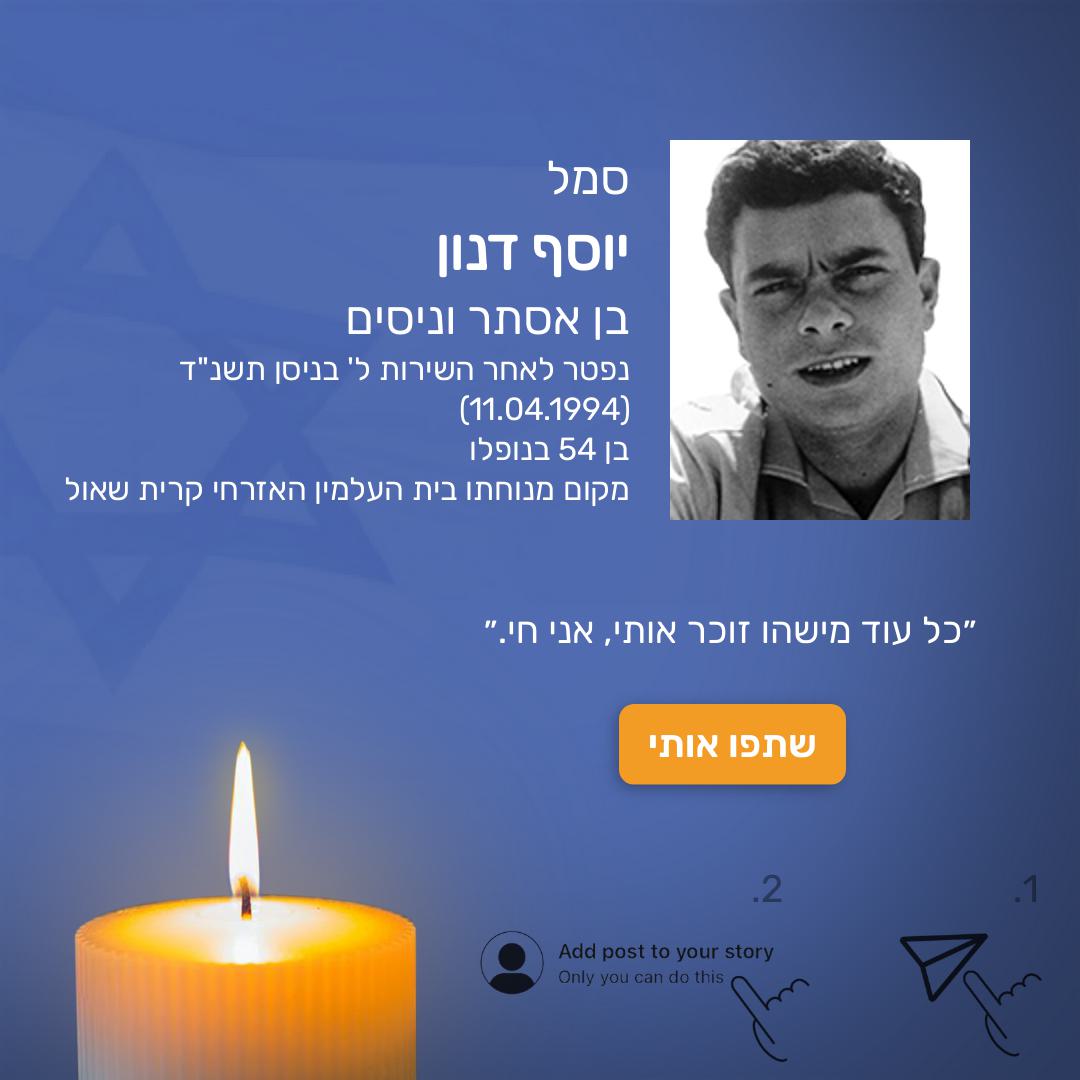 סמל
יוסף דנון
בן אסתר וניסים
נפטר לאחר השירות ל' בניסן תשנ"ד
(11.04.1994)
בן 54 בנופלו
מקום מנוחתו בית העלמין האזרחי קרית שאול
״כל עוד מישהו זוכר אותי, אני חי.״
שתפו אותי
1.
2.
Add post to your story
Only you can do this